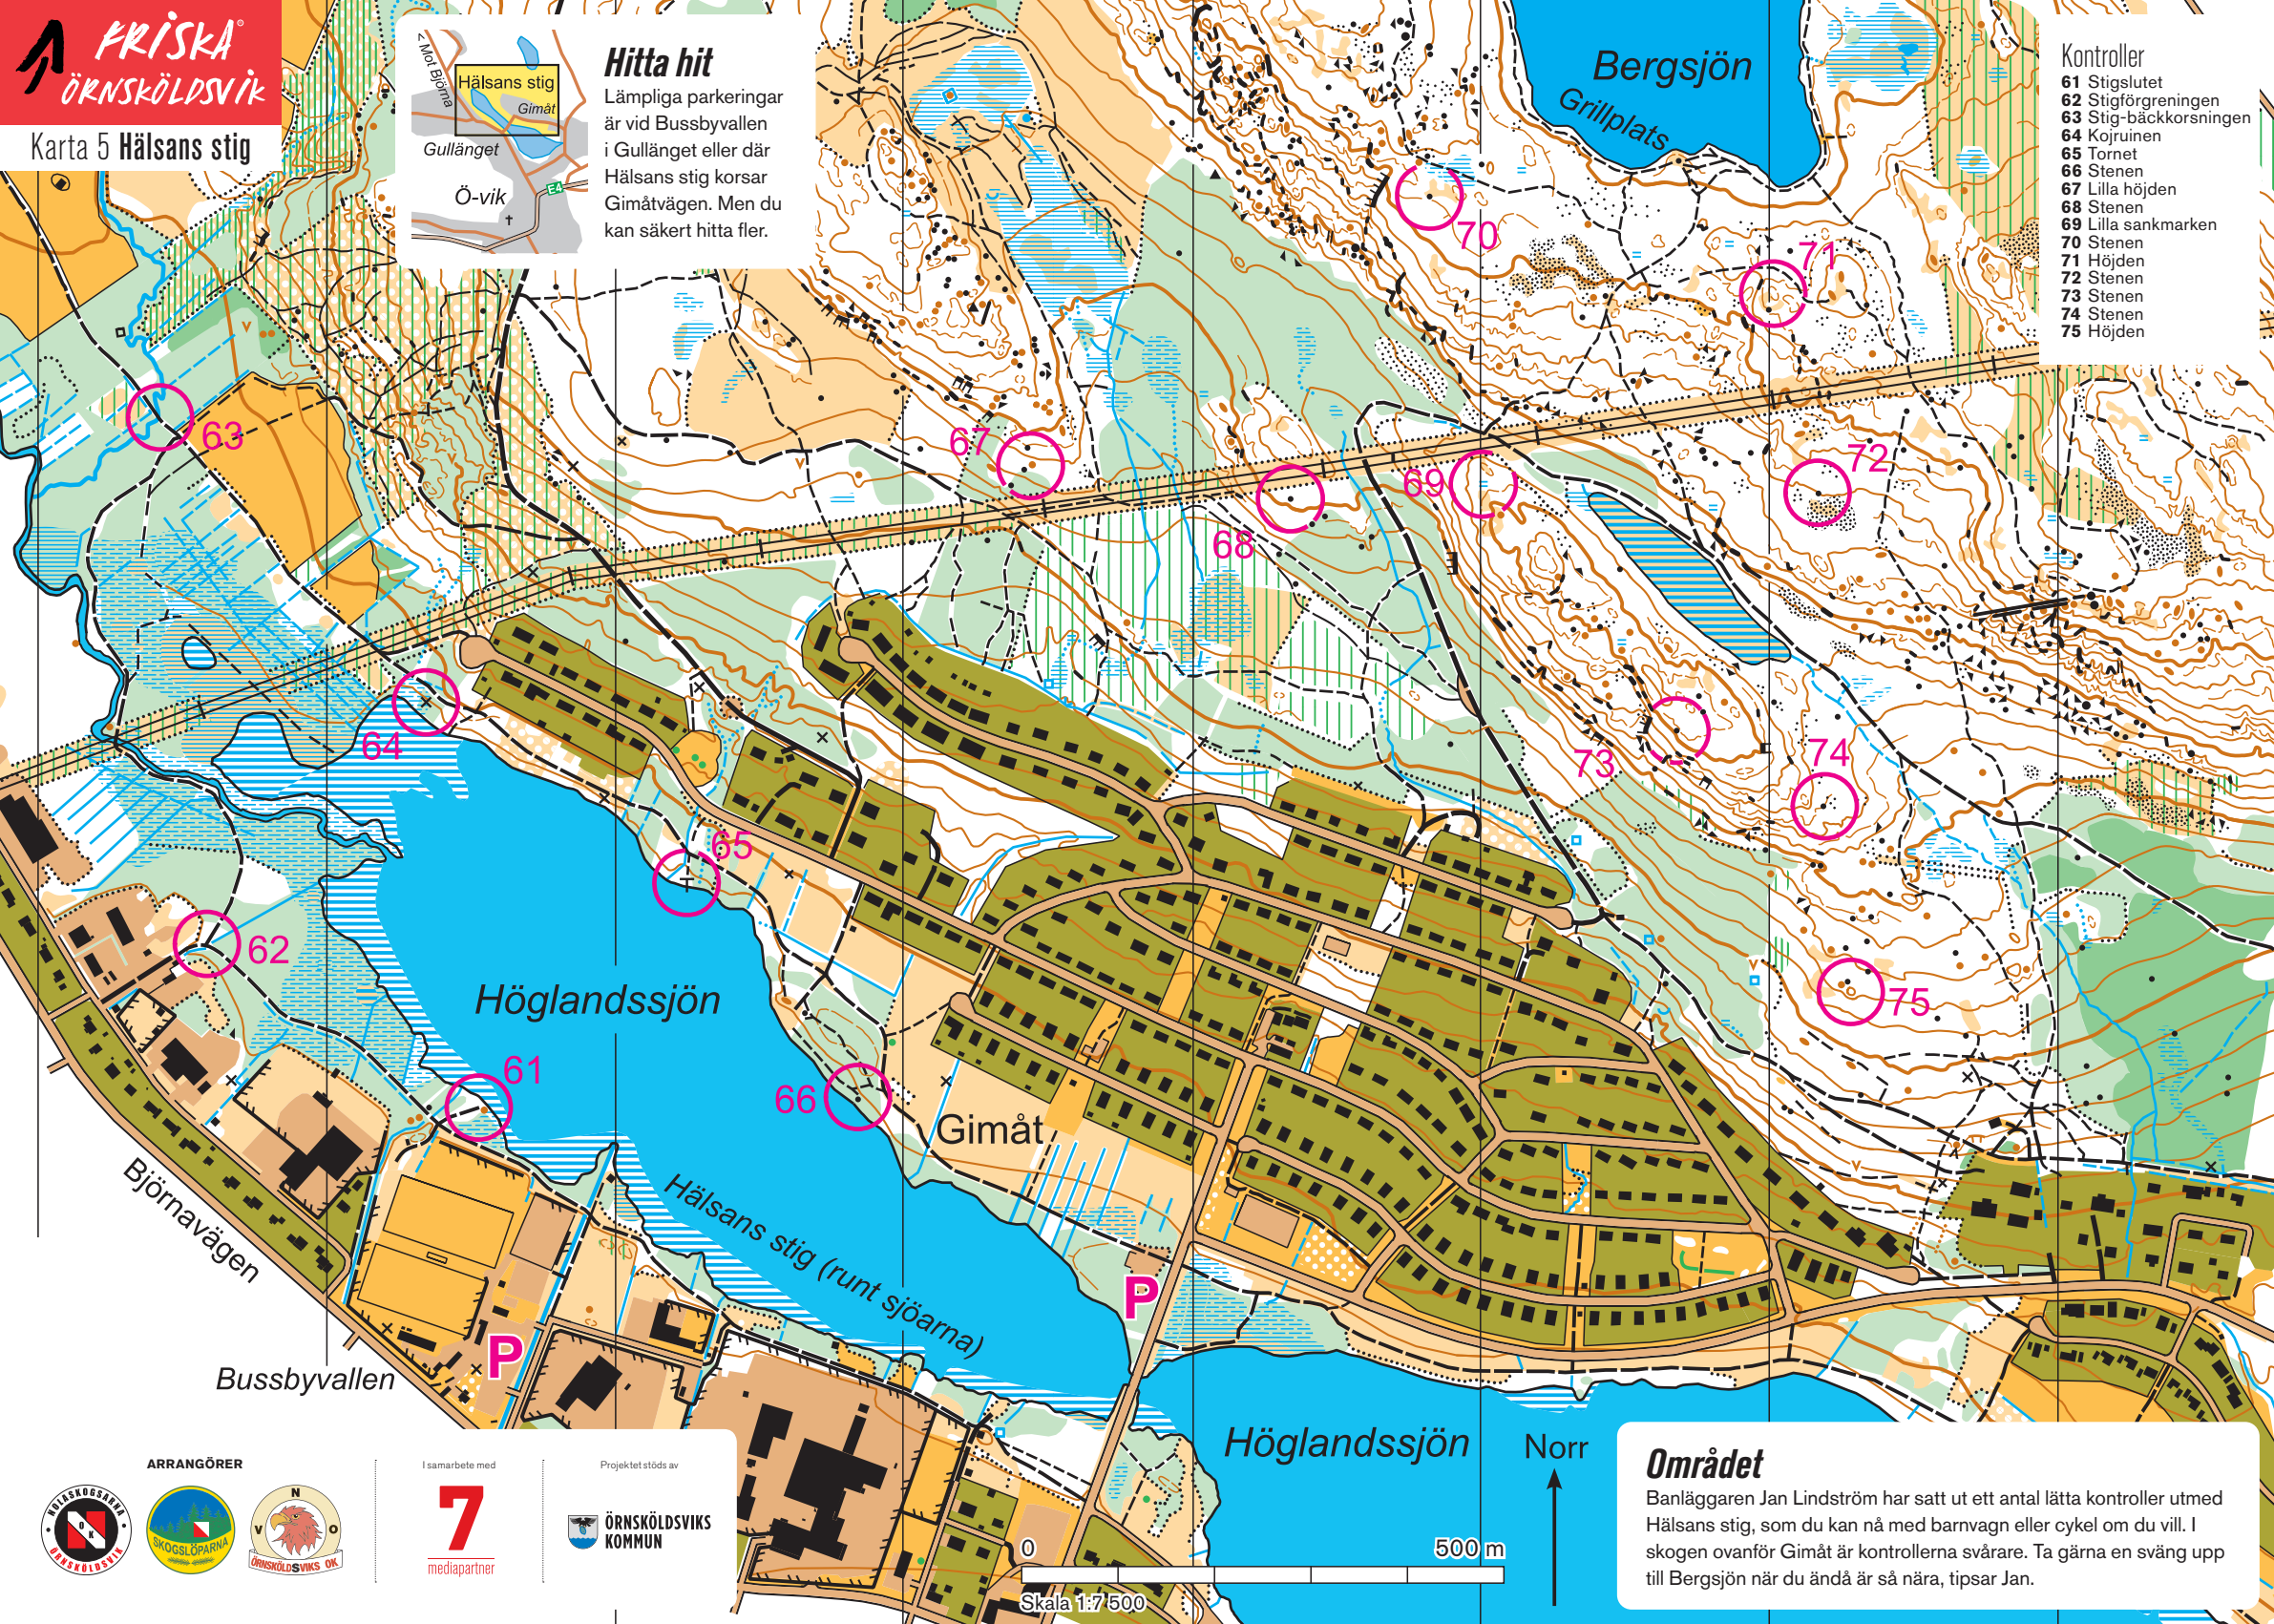 FRISKA
ÖRNSKÖLDSVIK
Karta 5 Hälsans stig
< Mot Björna
Hälsans stig
Gimåt
Gullänget
Ö-vik
E4
Hitta hit
Lämpliga parkeringar
är vid Bussbyvallen
i Gullänget eller där
Hälsans stig korsar
Gimåtvägen. Men du
kan säkert hitta fler.
Bergsjön
Grillplats
Kontroller
61 Stigslutet
62 Stigförgreningen
63 Stig-bäckkorsningen
64 Kojruinen
65 Tornet
66 Stenen
67 Lilla höjden
68 Stenen
69 Lilla sankmarken
70 Stenen
71 Höjden
72 Stenen
73 Stenen
74 Stenen
75 Höjden
70
71
63
67
72
69
68
64
73
74
65
62
75
Höglandssjön
61
66
Gimåt
Björnavägen
Hälsans stig (runt sjöarna)
P
P
Bussbyvallen
Höglandssjön
Norr
0
500 m
Skala 1:7 500
ARRANGÖRER
NOLASKOGSARNA
OK
N
ÖRNSKÖLDSVIK
SKOGSLÖPARNA
N
V
O
ÖRNSKÖLDSVIKS OK
I samarbete med
7
mediapartner
Projektet stöds av
ÖRNSKÖLDSVIKS
KOMMUN
Området
Banläggaren Jan Lindström har satt ut ett antal lätta kontroller utmed
Hälsans stig, som du kan nå med barnvagn eller cykel om du vill. I
skogen ovanför Gimåt är kontrollerna svårare. Ta gärna en sväng upp
till Bergsjön när du ändå är så nära, tipsar Jan.